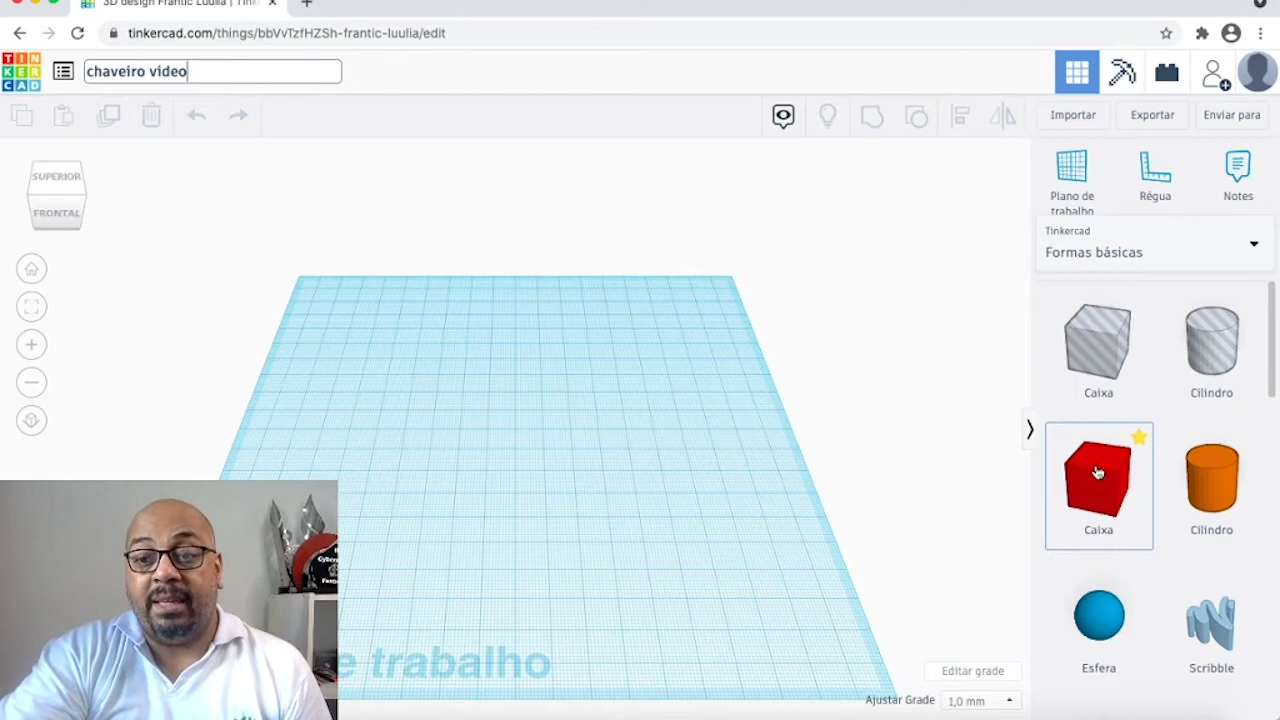 3D design Frantic Luulia | Tink
tinkercad.com/things/bbVvTzfHZSh-frantic-luulia/edit
TIN
KER
CAD
chaveiro video
Importar
Exportar
Enviar para
SUPERIOR
FRONTAL
Plano de
trabalho
Régua
Notes
Tinkercad
Formas básicas
Caixa
Cilindro
Caixa
Cilindro
Esfera
Scribble
e trabalho
Editar grade
Ajustar Grade
1,0 mm